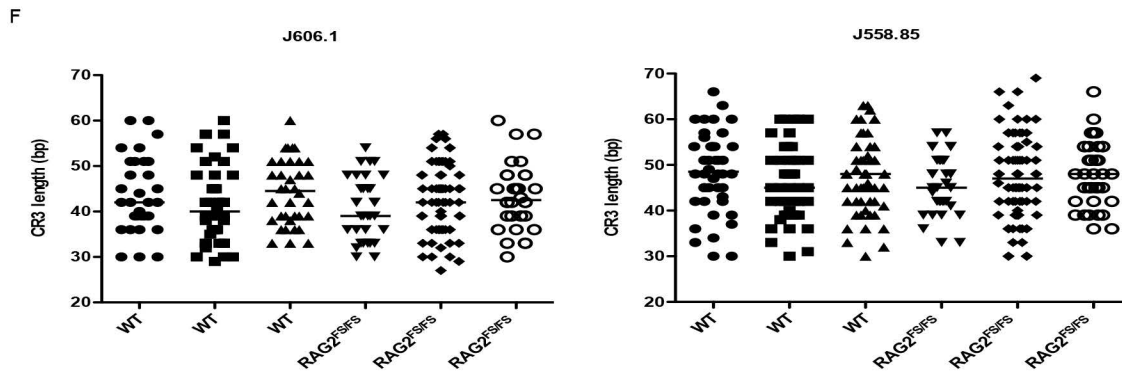 F
J606.1
CR3 length (bp)
70
60
50
40
30
20
WT
WT
WT
RAG2FS/FS
RAG2FS/FS
RAG2FS/FS
J558.85
CR3 length (bp)
70
60
50
40
30
20
WT
WT
WT
RAG2FS/FS
RAG2FS/FS
RAG2FS/FS